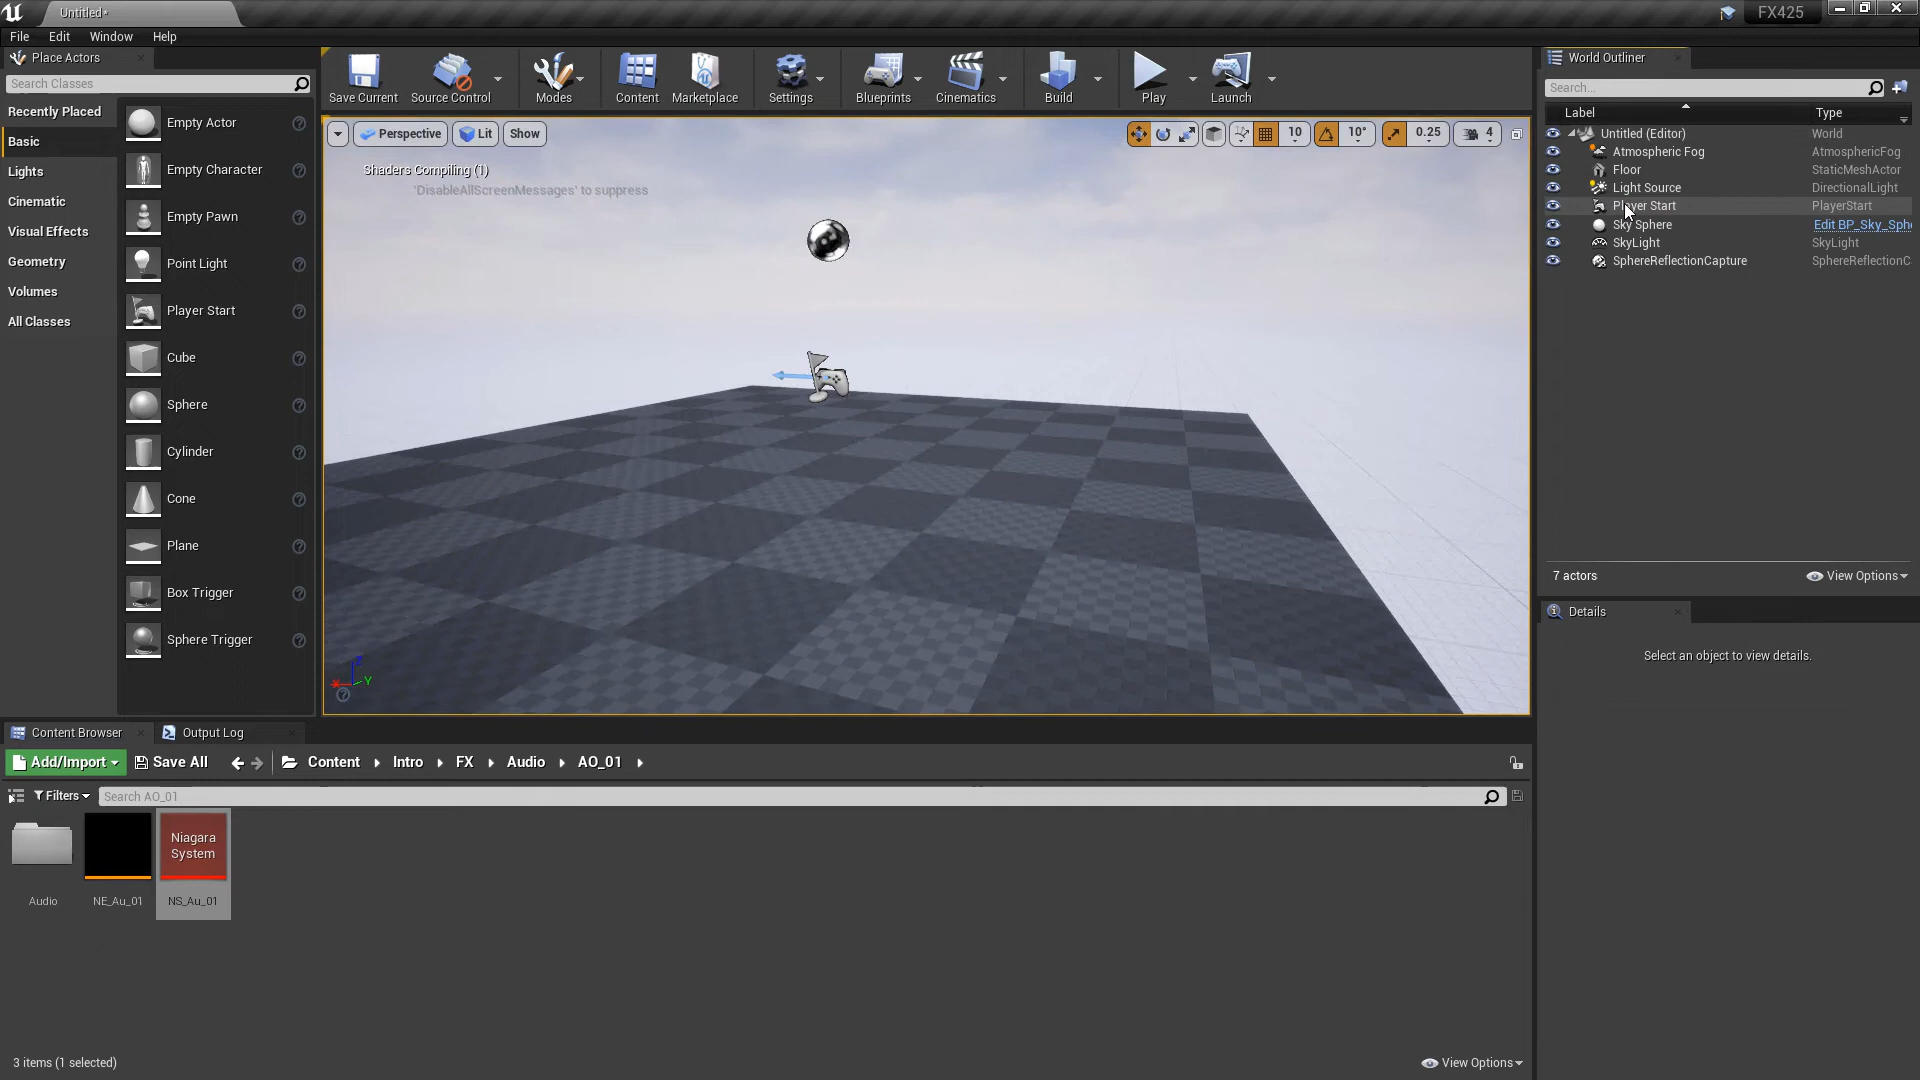 Untitled*
FX425
File Edit Window Help
Place Actors
Search Classes
Recently Placed
Basic
Lights
Cinematic
Visual Effects
Geometry
Volumes
All Classes
Empty Actor
Empty Character
Empty Pawn
Point Light
Player Start
Cube
Sphere
Cylinder
Cone
Plane
Box Trigger
Sphere Trigger
Save Current
Source Control
Modes
Content
Marketplace
Settings
Blueprints
Cinematics
Build
Play
Launch
Perspective
Lit
Show
10
10°
0.25
4
Shaders Compiling (1)
'DisableAllScreenMessages' to suppress
Z
X
Y
World Outliner
Search...
Label Type
Untitled (Editor) World
Atmospheric Fog AtmosphericFog
Floor StaticMeshActor
Light Source DirectionalLight
Player Start PlayerStart
Sky Sphere Edit BP_Sky_Sph
SkyLight SkyLight
SphereReflectionCapture SphereReflectionC
7 actors
View Options
Details
Select an object to view details.
Content Browser
Output Log
Add/Import
Save All
Content
Intro
FX
Audio
AO_01
Filters
Search AO_01
Niagara
System
Audio
NE_Au_01
NS_Au_01
3 items (1 selected)
View Options